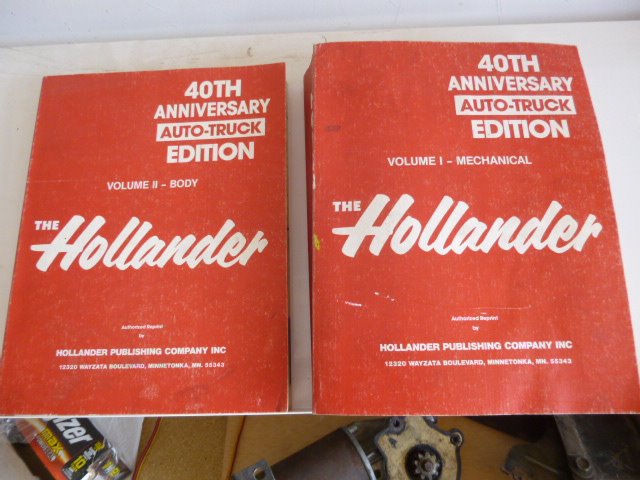 40TH
ANNIVERSARY
AUTO-TRUCK
EDITION
VOLUME II - BODY
THE Hollander
Authorized Reprint
by
HOLLANDER PUBLISHING COMPANY INC
12320 WAYZATA BOULEVARD, MINNETONKA, MN. 55343
40TH
ANNIVERSARY
AUTO-TRUCK
EDITION
VOLUME I - MECHANICAL
THE Hollander
Authorized Reprint
by
HOLLANDER PUBLISHING COMPANY INC
12320 WAYZATA BOULEVARD, MINNETONKA, MN. 55343
max